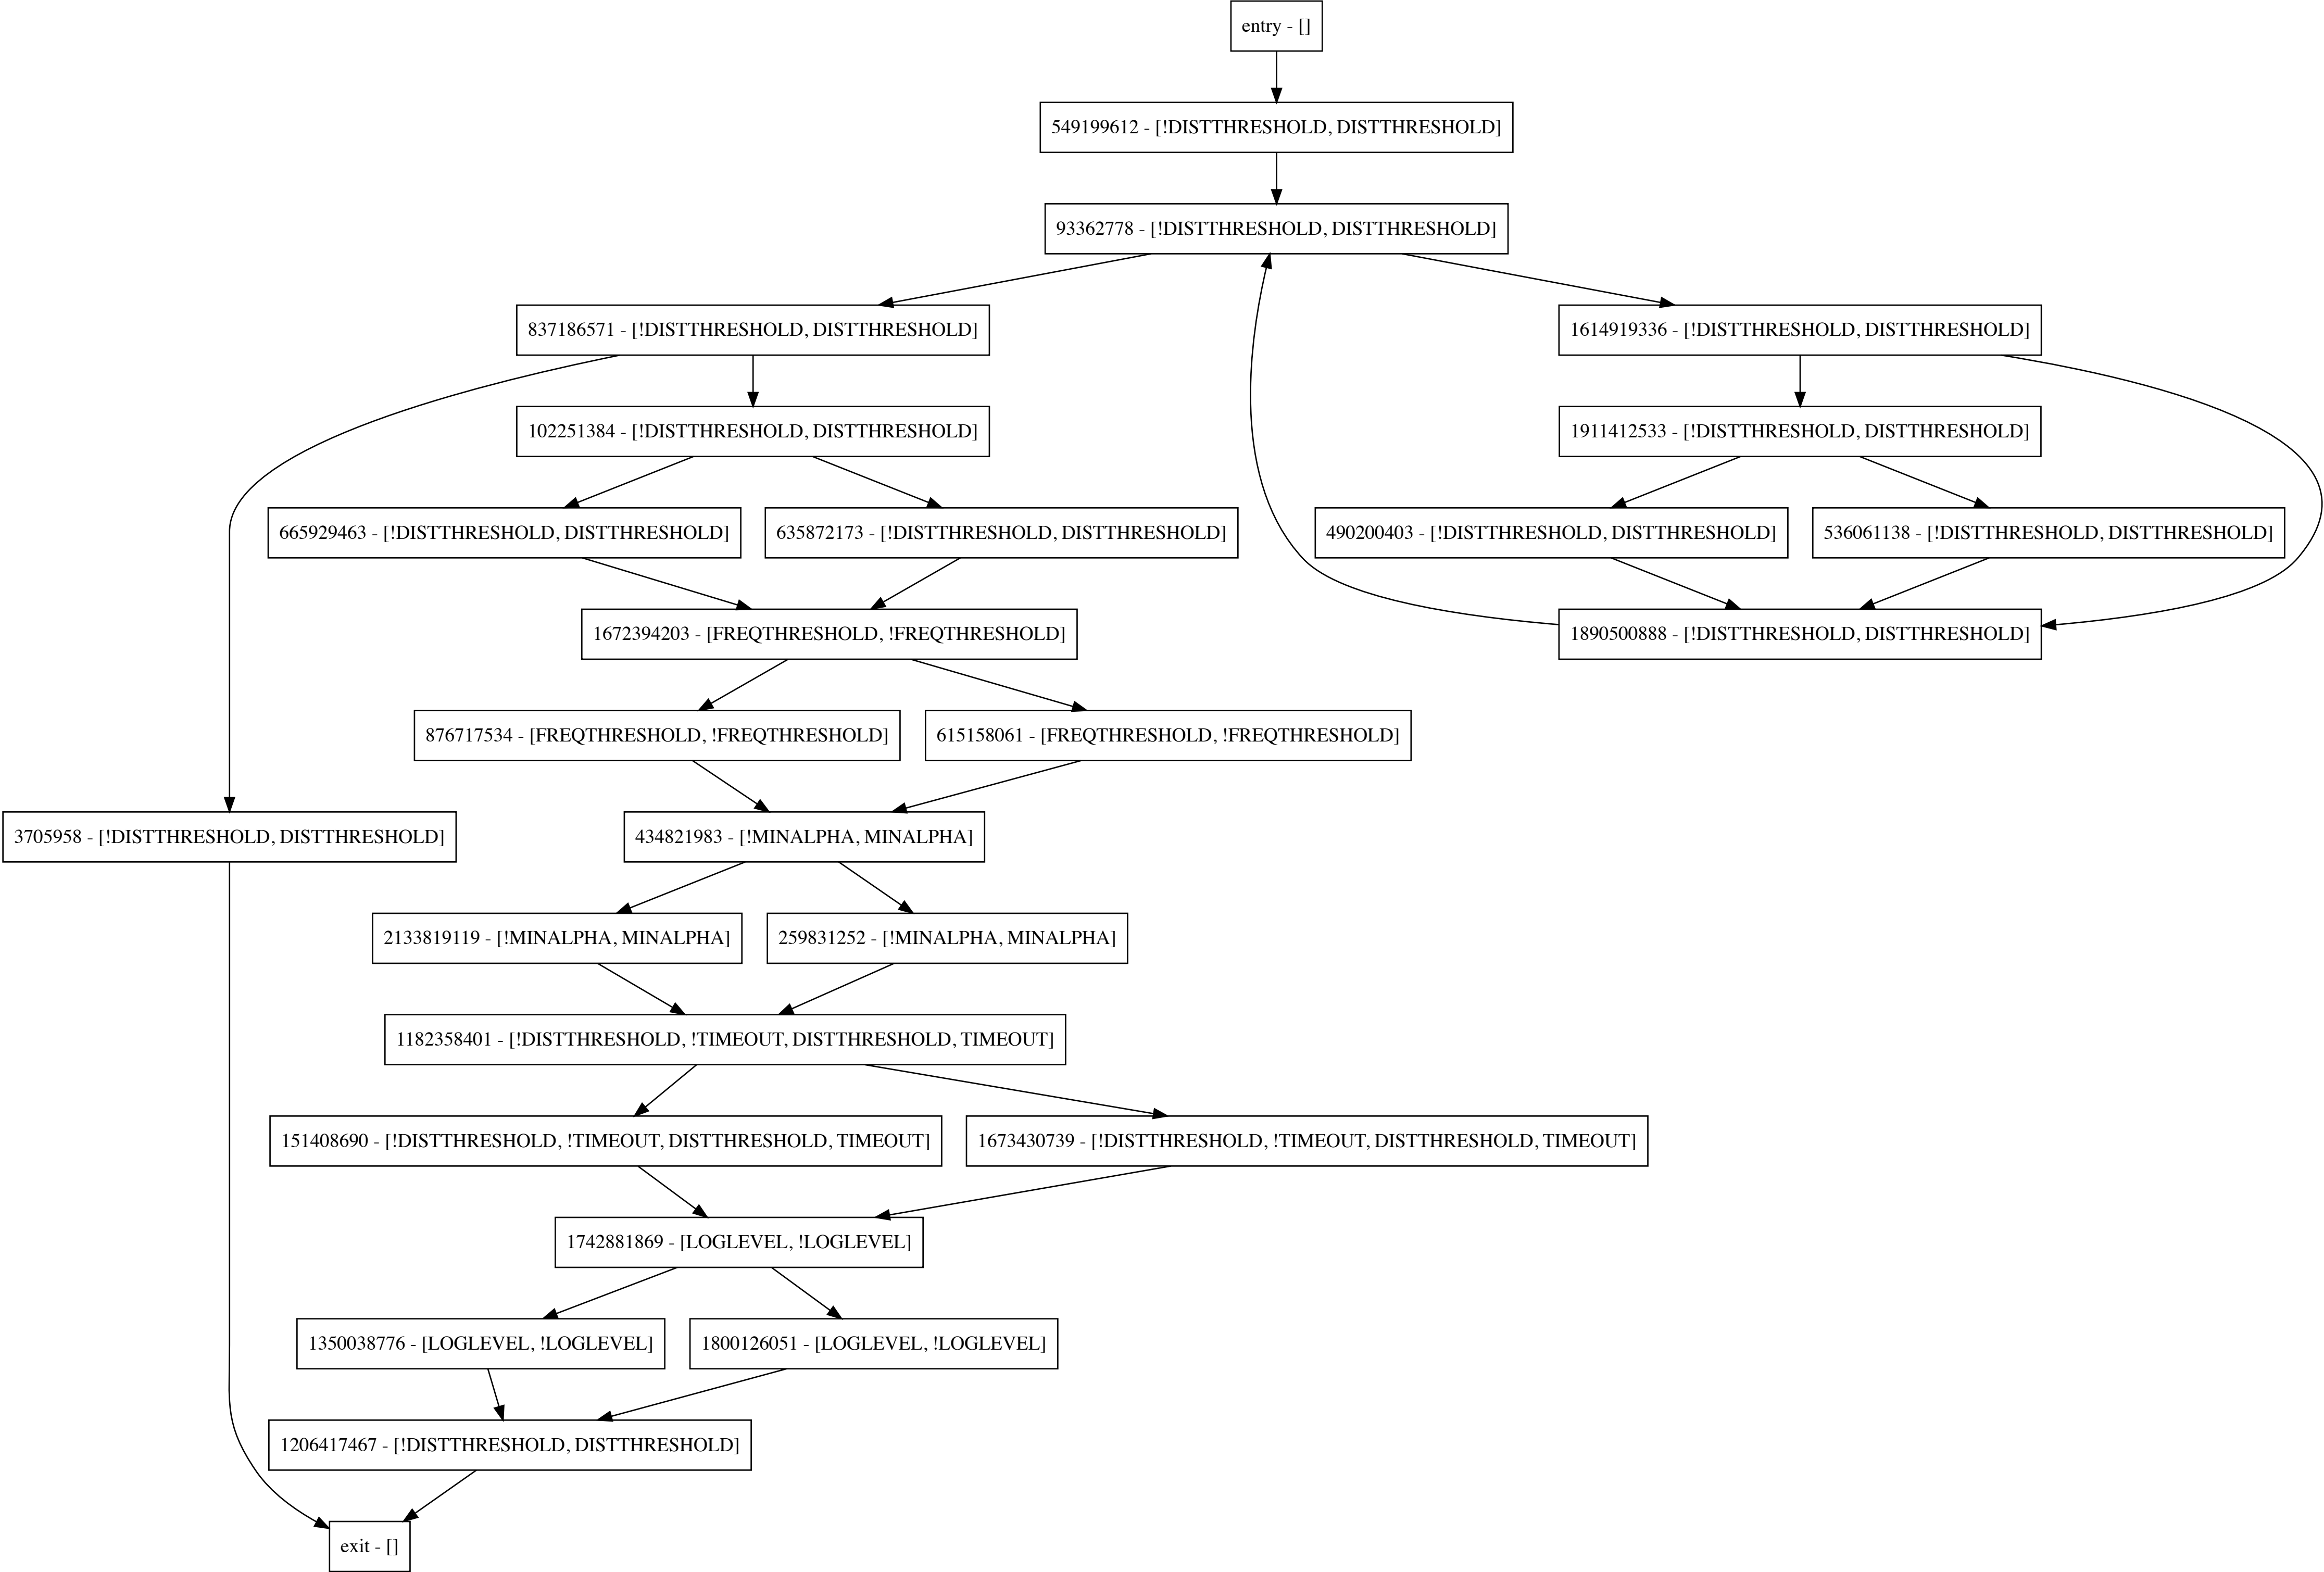 entry - []
549199612 - [!DISTTHRESHOLD, DISTTHRESHOLD]
93362778 - [!DISTTHRESHOLD, DISTTHRESHOLD]
837186571 - [!DISTTHRESHOLD, DISTTHRESHOLD]
1614919336 - [!DISTTHRESHOLD, DISTTHRESHOLD]
102251384 - [!DISTTHRESHOLD, DISTTHRESHOLD]
1911412533 - [!DISTTHRESHOLD, DISTTHRESHOLD]
665929463 - [!DISTTHRESHOLD, DISTTHRESHOLD]
635872173 - [!DISTTHRESHOLD, DISTTHRESHOLD]
490200403 - [!DISTTHRESHOLD, DISTTHRESHOLD]
536061138 - [!DISTTHRESHOLD, DISTTHRESHOLD]
1672394203 - [FREQTHRESHOLD, !FREQTHRESHOLD]
1890500888 - [!DISTTHRESHOLD, DISTTHRESHOLD]
876717534 - [FREQTHRESHOLD, !FREQTHRESHOLD]
615158061 - [FREQTHRESHOLD, !FREQTHRESHOLD]
3705958 - [!DISTTHRESHOLD, DISTTHRESHOLD]
434821983 - [!MINALPHA, MINALPHA]
2133819119 - [!MINALPHA, MINALPHA]
259831252 - [!MINALPHA, MINALPHA]
1182358401 - [!DISTTHRESHOLD, !TIMEOUT, DISTTHRESHOLD, TIMEOUT]
151408690 - [!DISTTHRESHOLD, !TIMEOUT, DISTTHRESHOLD, TIMEOUT]
1673430739 - [!DISTTHRESHOLD, !TIMEOUT, DISTTHRESHOLD, TIMEOUT]
1742881869 - [LOGLEVEL, !LOGLEVEL]
1350038776 - [LOGLEVEL, !LOGLEVEL]
1800126051 - [LOGLEVEL, !LOGLEVEL]
1206417467 - [!DISTTHRESHOLD, DISTTHRESHOLD]
exit - []